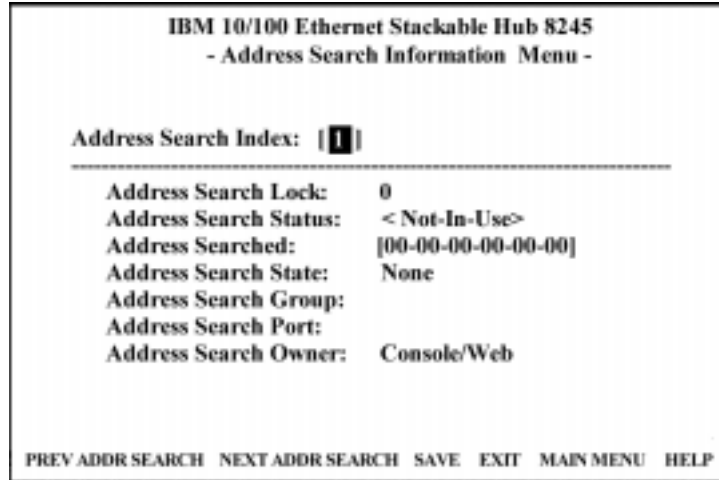 IBM 10/100 Ethernet Stackable Hub 8245
- Address Search Information Menu -
Address Search Index: [1]
Address Search Lock: 0
Address Search Status: < Not-In-Use>
Address Searched: [00-00-00-00-00-00]
Address Search State: None
Address Search Group:
Address Search Port:
Address Search Owner: Console/Web
PREV ADDR SEARCH NEXT ADDR SEARCH SAVE EXIT MAIN MENU HELP